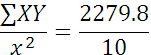 ∑XY/x² = 2279.8/10